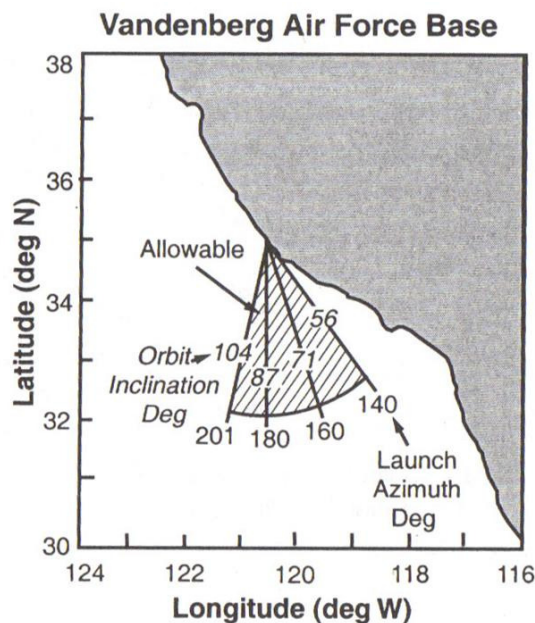 Vandenberg Air Force Base
38
36
34
32
30
Latitude (deg N)
Allowable
56
Orbit
Inclination
Deg
104
71
87
201
180
160
140
Launch
Azimuth
Deg
124
122
120
118
116
Longitude (deg W)